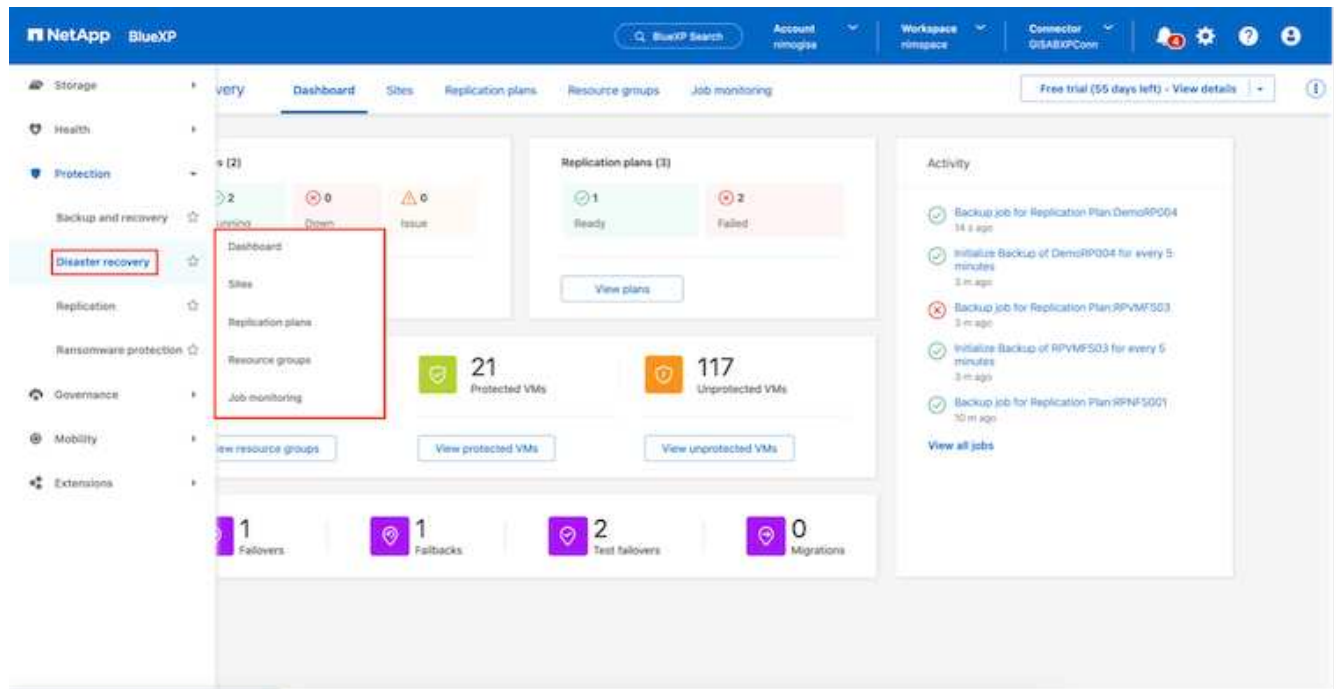 NetApp BlueXP
BlueXP Search
Account
nimogisa
Workspace
nimspace
Connector
GISABXPConn
4
Storage
Health
Protection
Backup and recovery
Disaster recovery
Replication
Ransomware protection
Governance
Mobility
Extensions
very
Dashboard
Sites
Replication plans
Resource groups
Job monitoring
Free trial (55 days left) - View details
s (2)
2
unning
0
Down
0
Issue
Dashboard
Sites
Replication plans
Resource groups
Job monitoring
Replication plans (3)
1
Ready
2
Failed
View plans
21
Protected VMs
117
Unprotected VMs
iew resource groups
View protected VMs
View unprotected VMs
1
Failovers
1
Failbacks
2
Test failovers
0
Migrations
Activity
Backup job for Replication Plan:DemoRP004
14 s ago
Initialize Backup of DemoRP004 for every 5
minutes
3 m ago
Backup job for Replication Plan:RPVMFS03
3 m ago
Initialize Backup of RPVMFS03 for every 5
minutes
3 m ago
Backup job for Replication Plan:RPNFS001
10 m ago
View all jobs